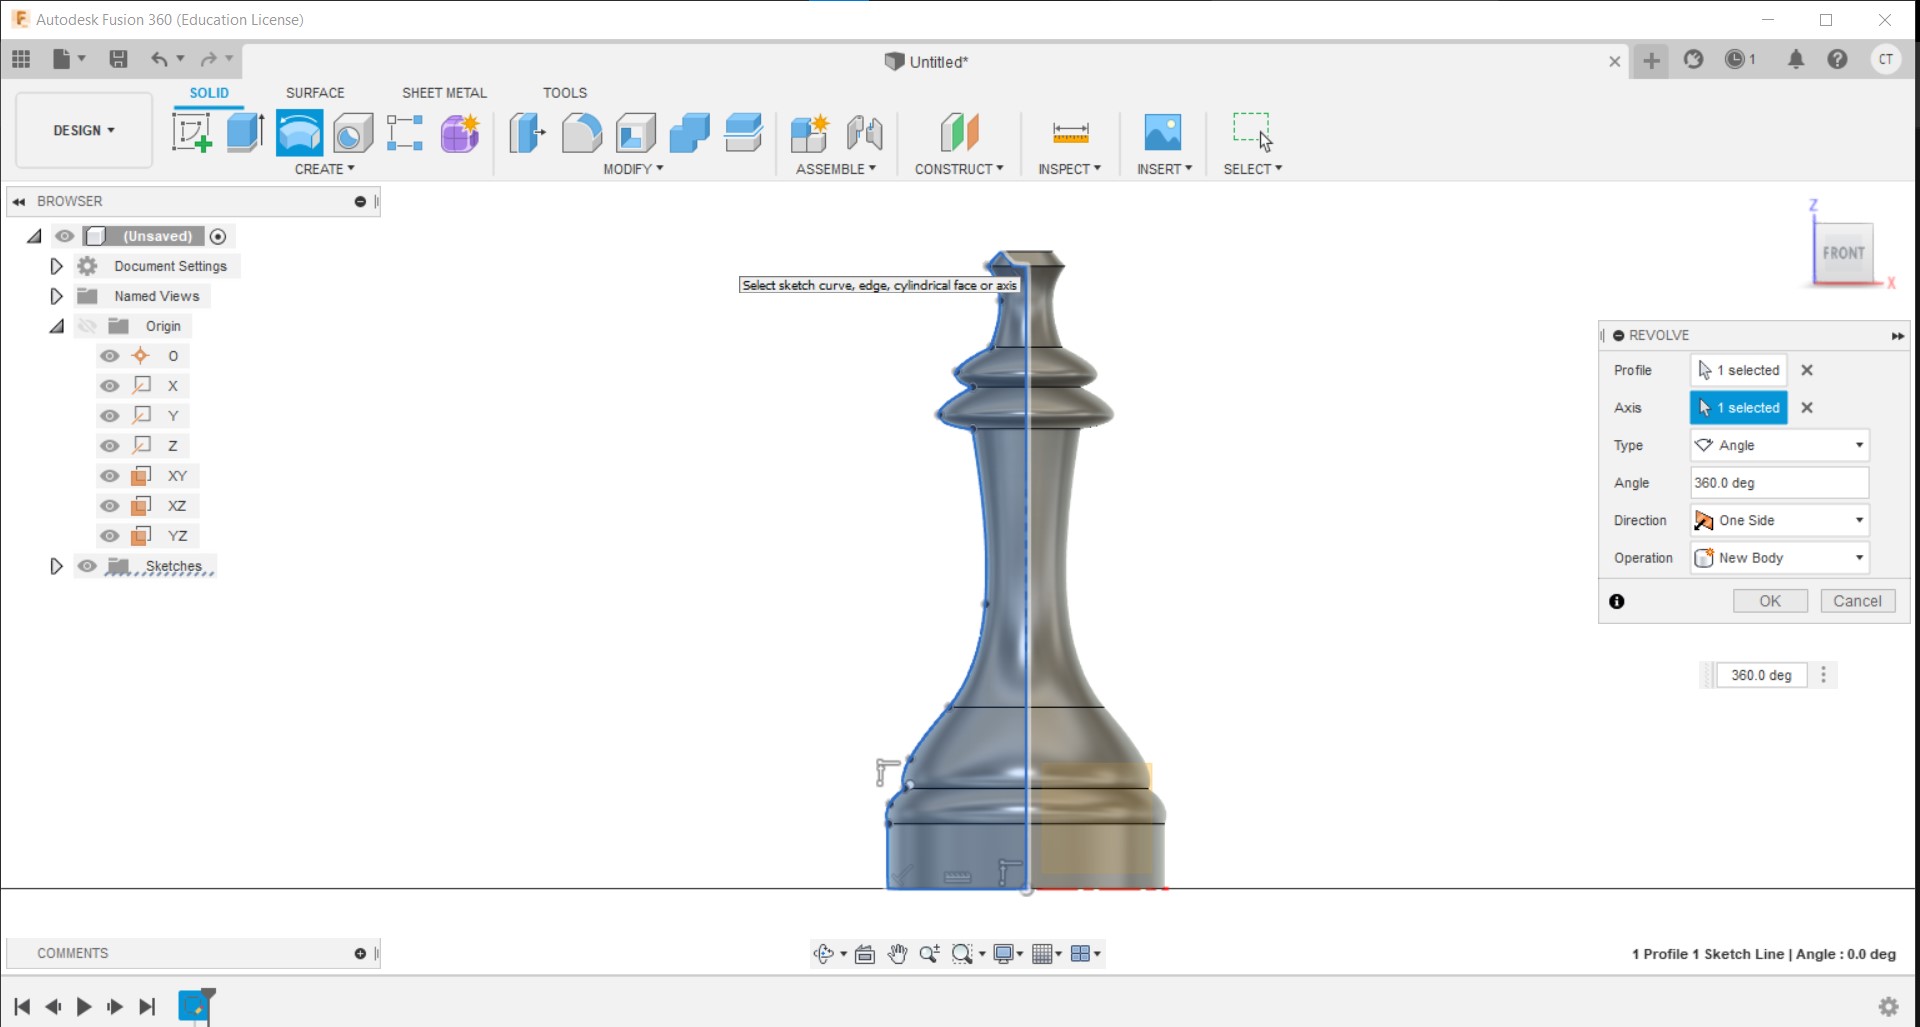 Autodesk Fusion 360 (Education License)
Untitled*
1
CT
DESIGN
SOLID
SURFACE
SHEET METAL
TOOLS
CREATE
MODIFY
ASSEMBLE
CONSTRUCT
INSPECT
INSERT
SELECT
BROWSER
(Unsaved)
Document Settings
Named Views
Origin
O
X
Y
Z
XY
XZ
YZ
Sketches
Select sketch curve, edge, cylindrical face or axis
Z
FRONT
X
REVOLVE
Profile 1 selected
Axis 1 selected
Type Angle
Angle 360.0 deg
Direction One Side
Operation New Body
OK Cancel
360.0 deg
COMMENTS
1 Profile 1 Sketch Line | Angle : 0.0 deg